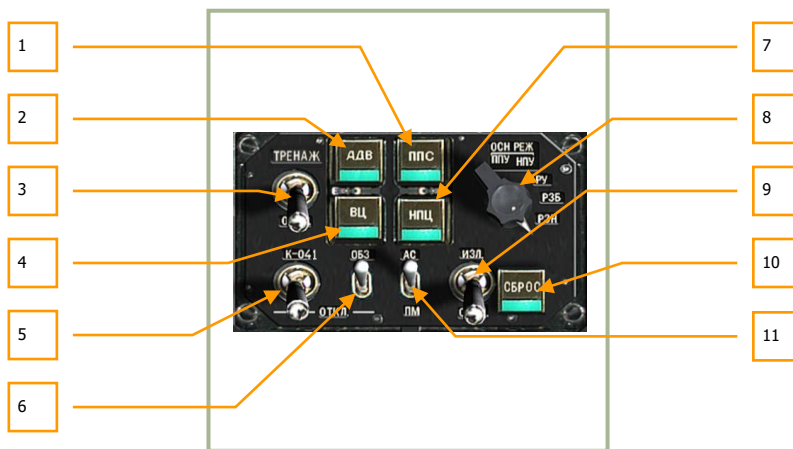 1
2
3
4
5
6
7
8
9
10
11
ТРЕНАЖ
АДВ
ППС
ОСН РЕЖ
ППУ НПУ
РУ
РЗБ
РЗН
ВЦ
НПЦ
К-041
ОБЗ
АС
ИЗЛ.
СБРОС
ОТКЛ.
ПМ